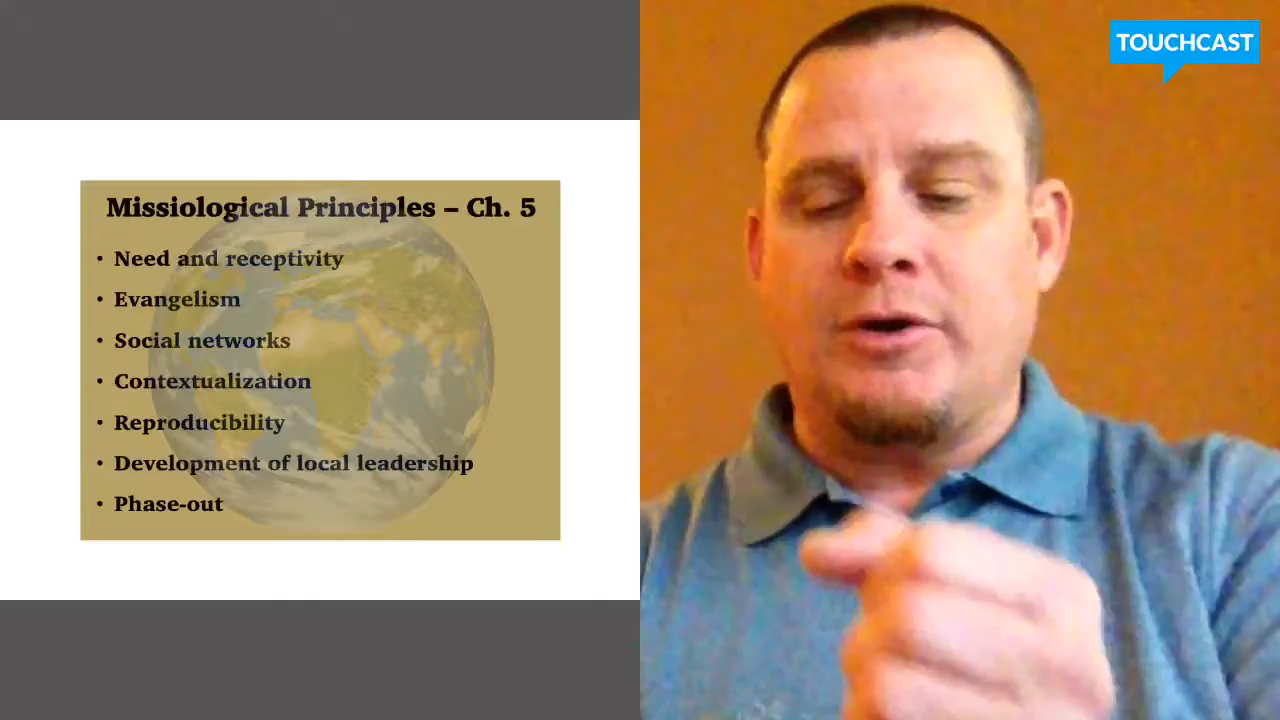 Missiological Principles – Ch. 5
• Need and receptivity
• Evangelism
• Social networks
• Contextualization
• Reproducibility
• Development of local leadership
• Phase-out
TOUCHCAST